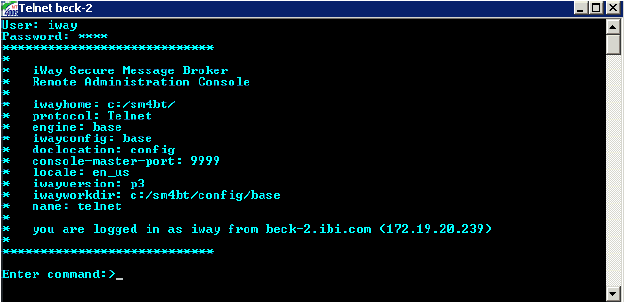 Telnet beck-2
User: iway
Password: ****
***************************
*
*   iWay Secure Message Broker
*   Remote Administration Console
*
*   iwayhome: c:/sm4bt/
*   protocol: Telnet
*   engine: base
*   iwayconfig: base
*   doclocation: config
*   console-master-port: 9999
*   locale: en_us
*   iwayversion: p3
*   iwayworkdir: c:/sm4bt/config/base
*   name: telnet
*
*   you are logged in as iway from beck-2.ibi.com (172.19.20.239)
*
***************************
Enter command:>_